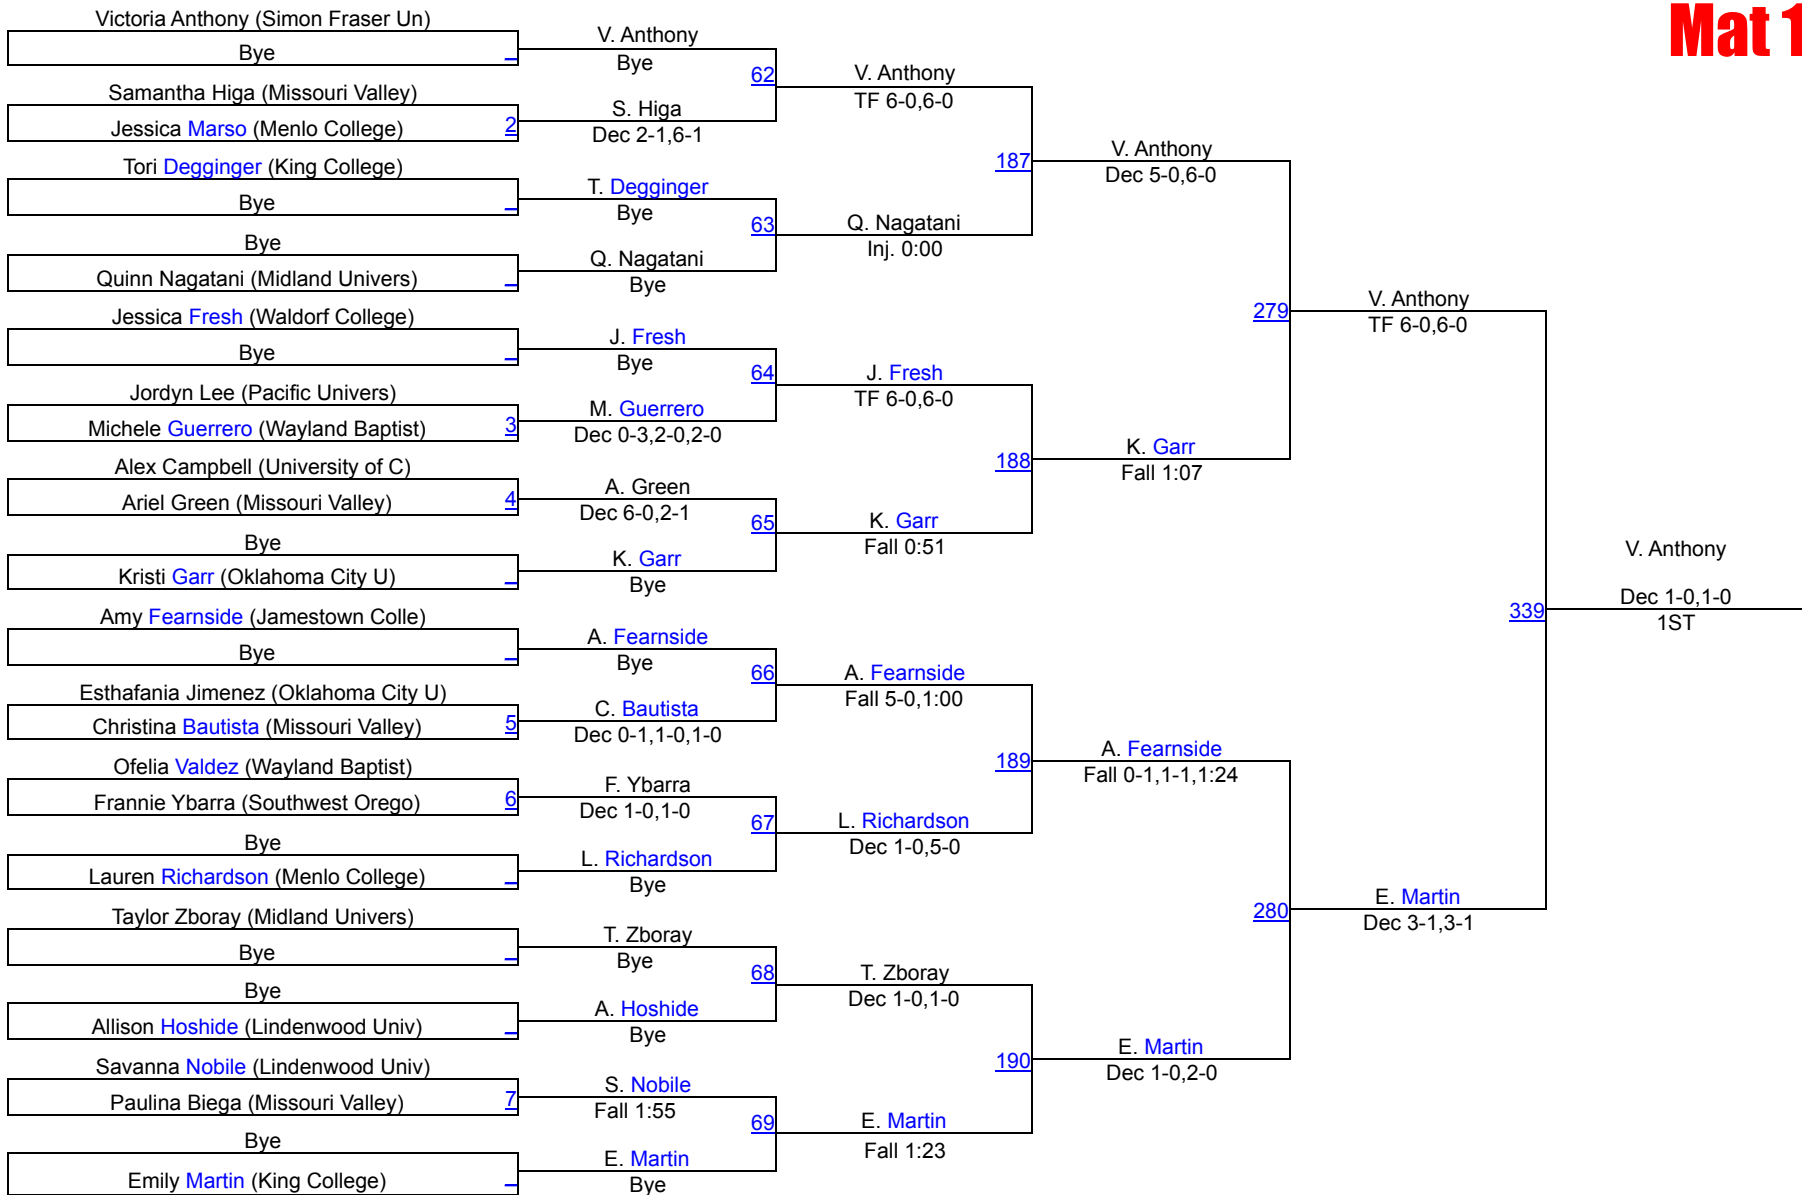 Mat 1
Victoria Anthony (Simon Fraser Un)
Bye
Samantha Higa (Missouri Valley)
Jessica Marso (Menlo College) 2
Tori Degginger (King College)
Bye
Bye
Quinn Nagatani (Midland Univers)
Jessica Fresh (Waldorf College)
Bye
Jordyn Lee (Pacific Univers)
Michele Guerrero (Wayland Baptist) 3
Alex Campbell (University of C)
Ariel Green (Missouri Valley) 4
Bye
Kristi Garr (Oklahoma City U)
Amy Fearnside (Jamestown Colle)
Bye
Esthafania Jimenez (Oklahoma City U)
Christina Bautista (Missouri Valley) 5
Ofelia Valdez (Wayland Baptist)
Frannie Ybarra (Southwest Orego) 6
Bye
Lauren Richardson (Menlo College)
Taylor Zboray (Midland Univers)
Bye
Bye
Allison Hoshide (Lindenwood Univ)
Savanna Nobile (Lindenwood Univ)
Paulina Biega (Missouri Valley) 7
Bye
Emily Martin (King College)
V. Anthony
Bye
62
S. Higa
Dec 2-1,6-1
T. Degginger
Bye
63
Q. Nagatani
Bye
J. Fresh
Bye
64
M. Guerrero
Dec 0-3,2-0,2-0
A. Green
Dec 6-0,2-1
65
K. Garr
Bye
A. Fearnside
Bye
66
C. Bautista
Dec 0-1,1-0,1-0
F. Ybarra
Dec 1-0,1-0
67
L. Richardson
Bye
T. Zboray
Bye
68
A. Hoshide
Bye
S. Nobile
Fall 1:55
69
E. Martin
Bye
V. Anthony
TF 6-0,6-0
187
Q. Nagatani
Inj. 0:00
J. Fresh
TF 6-0,6-0
188
K. Garr
Fall 0:51
A. Fearnside
Fall 5-0,1:00
189
L. Richardson
Dec 1-0,5-0
T. Zboray
Dec 1-0,1-0
190
E. Martin
Fall 1:23
V. Anthony
Dec 5-0,6-0
279
K. Garr
Fall 1:07
A. Fearnside
Fall 0-1,1-1,1:24
280
E. Martin
Dec 1-0,2-0
V. Anthony
TF 6-0,6-0
339
E. Martin
Dec 3-1,3-1
V. Anthony
Dec 1-0,1-0
1ST